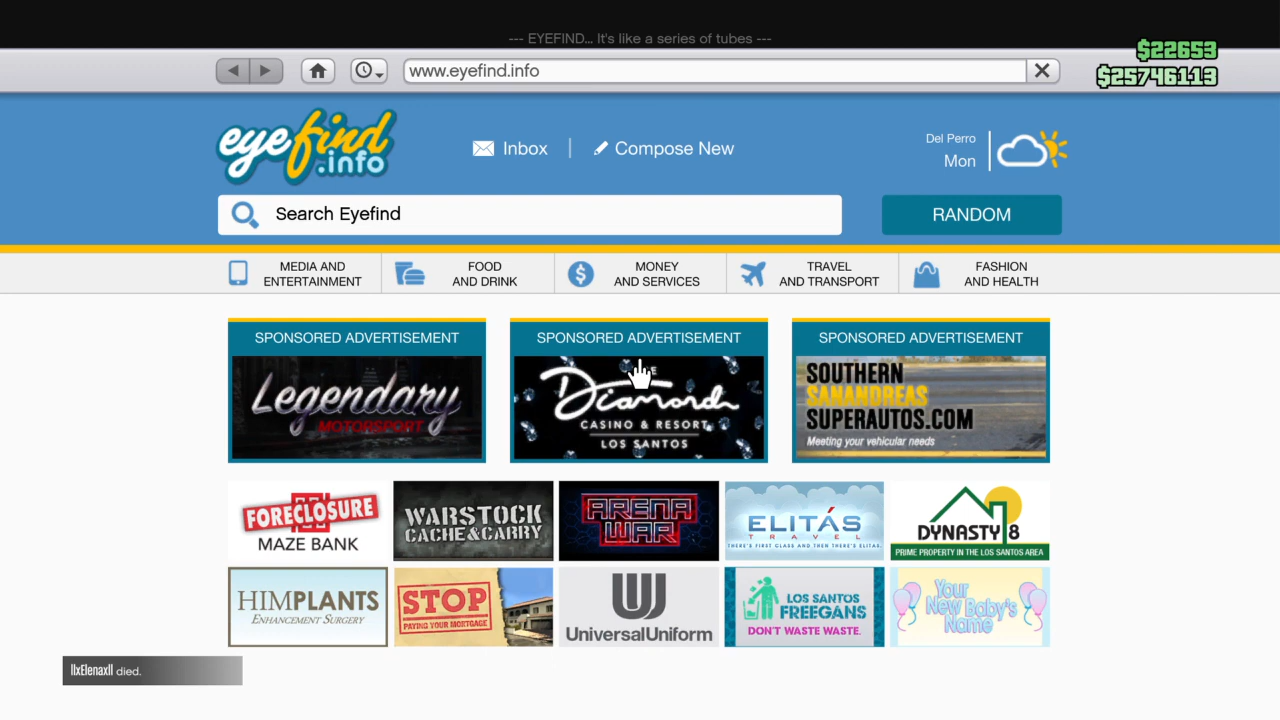 --- EYEFIND... It's like a series of tubes ---
$22653
www.eyefind.info
$25746113
eyefind
.info
Inbox
Compose New
Del Perro
Mon
Search Eyefind
RANDOM
MEDIA AND
ENTERTAINMENT
FOOD
AND DRINK
MONEY
AND SERVICES
TRAVEL
AND TRANSPORT
FASHION
AND HEALTH
SPONSORED ADVERTISEMENT
Legendary
MOTORSPORT
SPONSORED ADVERTISEMENT
Diamond
CASINO & RESORT
LOS SANTOS
SPONSORED ADVERTISEMENT
SOUTHERN
SANANDREAS
SUPERAUTOS.COM
Meeting your vehicular needs
FORECLOSURE
MAZE BANK
WARSTOCK
CACHE&CARRY
ARENA
WAR
ELITÁS
TRAVEL
THERE'S FIRST CLASS AND THEN THERE'S ELITAS.
DYNASTY 8
PRIME PROPERTY IN THE LOS SANTOS AREA
HIMPLANTS
ENHANCEMENT SURGERY
STOP
PAYING YOUR MORTGAGE
UniversalUniform
LOS SANTOS
FREEGANS
DON'T WASTE WASTE.
Your
New Baby's
Name
llxElenaxll died.